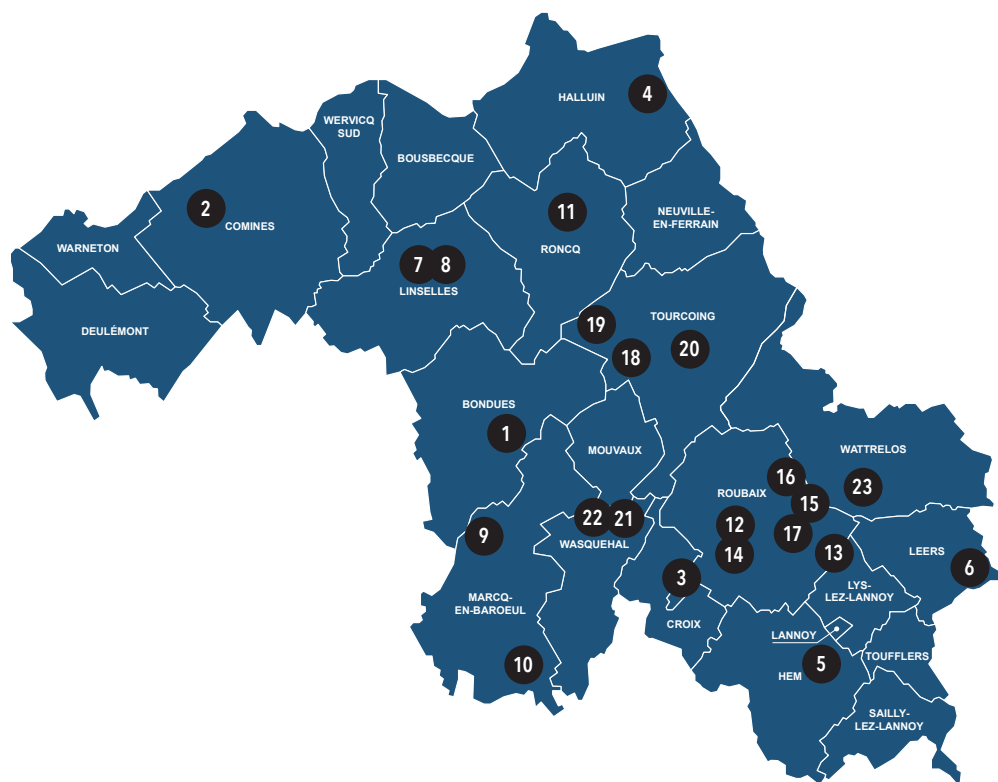 HALLUIN
4
WERVICQ
SUD
BOUSBECQUE
2
COMINES
11
RONCQ
NEUVILLE-
EN-FERRAIN
WARNETON
7 8
LINSELLES
DEULÉMONT
19
TOURCOING
18
20
BONDUES
1
MOUVAUX
WATTRELOS
16
23
ROUBAIX
15
22 21
12
17
9
WASQUEHAL
14
13
LEERS
6
3
LYS-
LEZ-LANNOY
MARCQ-
EN-BAROEUL
CROIX
LANNOY
10
5
HEM
TOUFFLERS
SAILLY-
LEZ-LANNOY